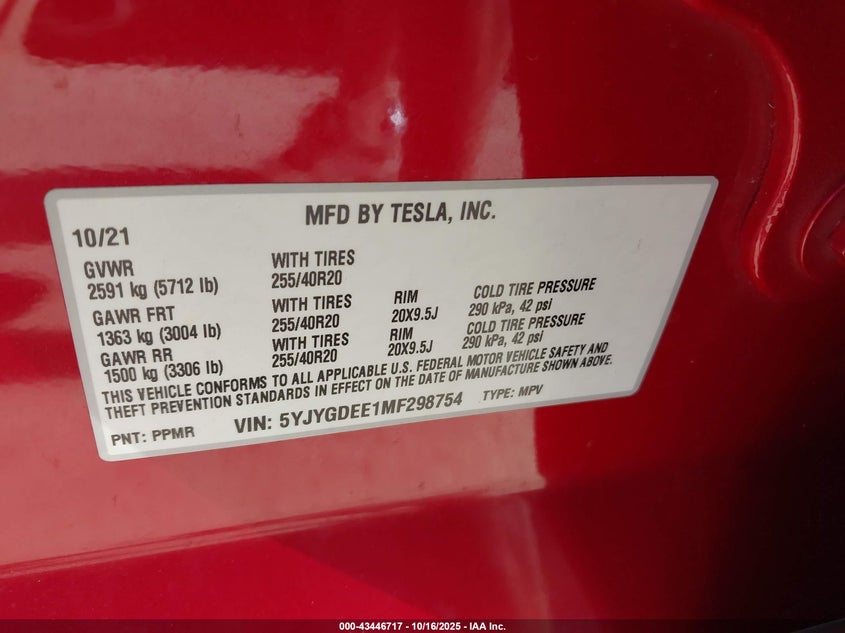 MFD BY TESLA, INC.
10/21
GVWR WITH TIRES
2591 kg (5712 lb) 255/40R20
GAWR FRT WITH TIRES RIM COLD TIRE PRESSURE
1363 kg (3004 lb) 255/40R20 20X9.5J 290 kPa, 42 psi
GAWR RR WITH TIRES RIM COLD TIRE PRESSURE
1500 kg (3306 lb) 255/40R20 20X9.5J 290 kPa, 42 psi
THIS VEHICLE CONFORMS TO ALL APPLICABLE U.S. FEDERAL MOTOR VEHICLE SAFETY AND
THEFT PREVENTION STANDARDS IN EFFECT ON THE DATE OF MANUFACTURE SHOWN ABOVE.
PNT: PPMR VIN: 5YJYGDEE1MF298754 TYPE: MPV
000-43446717 - 10/16/2025 - IAA Inc.